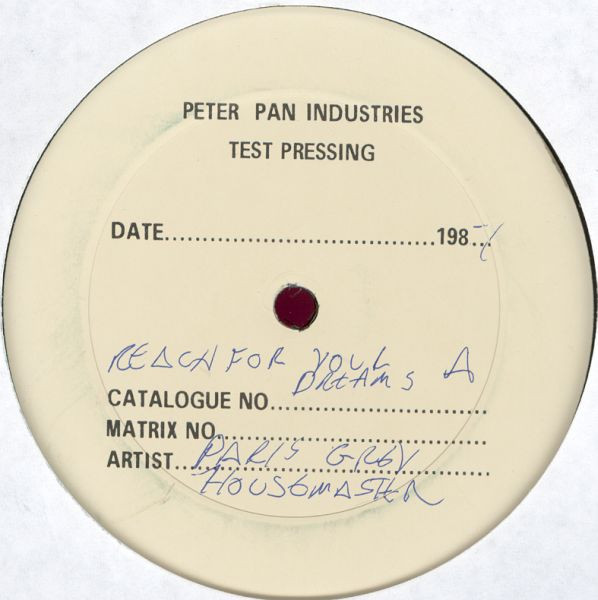 PETER PAN INDUSTRIES
TEST PRESSING
DATE..................................198...
REACH FOR YOUR DREAMS A
CATALOGUE NO...........................
MATRIX NO..................................
ARTIST.. PARIS GREY
HOUSEMASTER